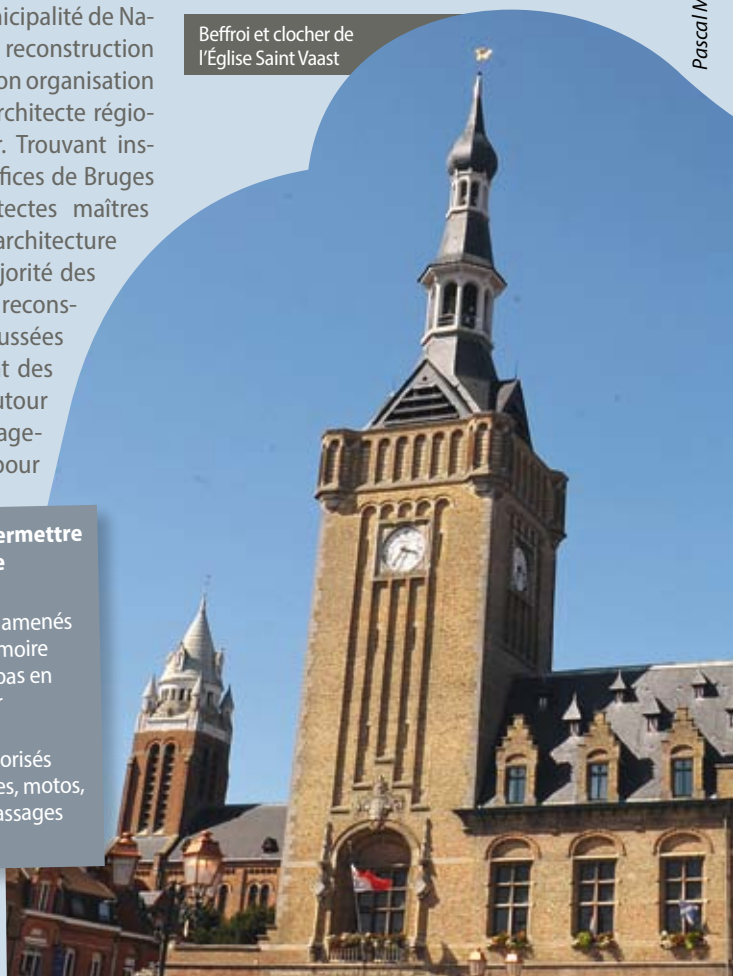 nicipalité de Na-
reconstruction
on organisation
rchitecte régio-
r. Trouvant ins-
fices de Bruges
tectes maîtres
architecture
jorité des
recons-
ussées
t des
utour
age-
pour
Beffroi et clocher de
l’Église Saint Vaast
Pascal M
ermettre
e
amenés
moire
pas en
r
orisés
es, motos,
assages